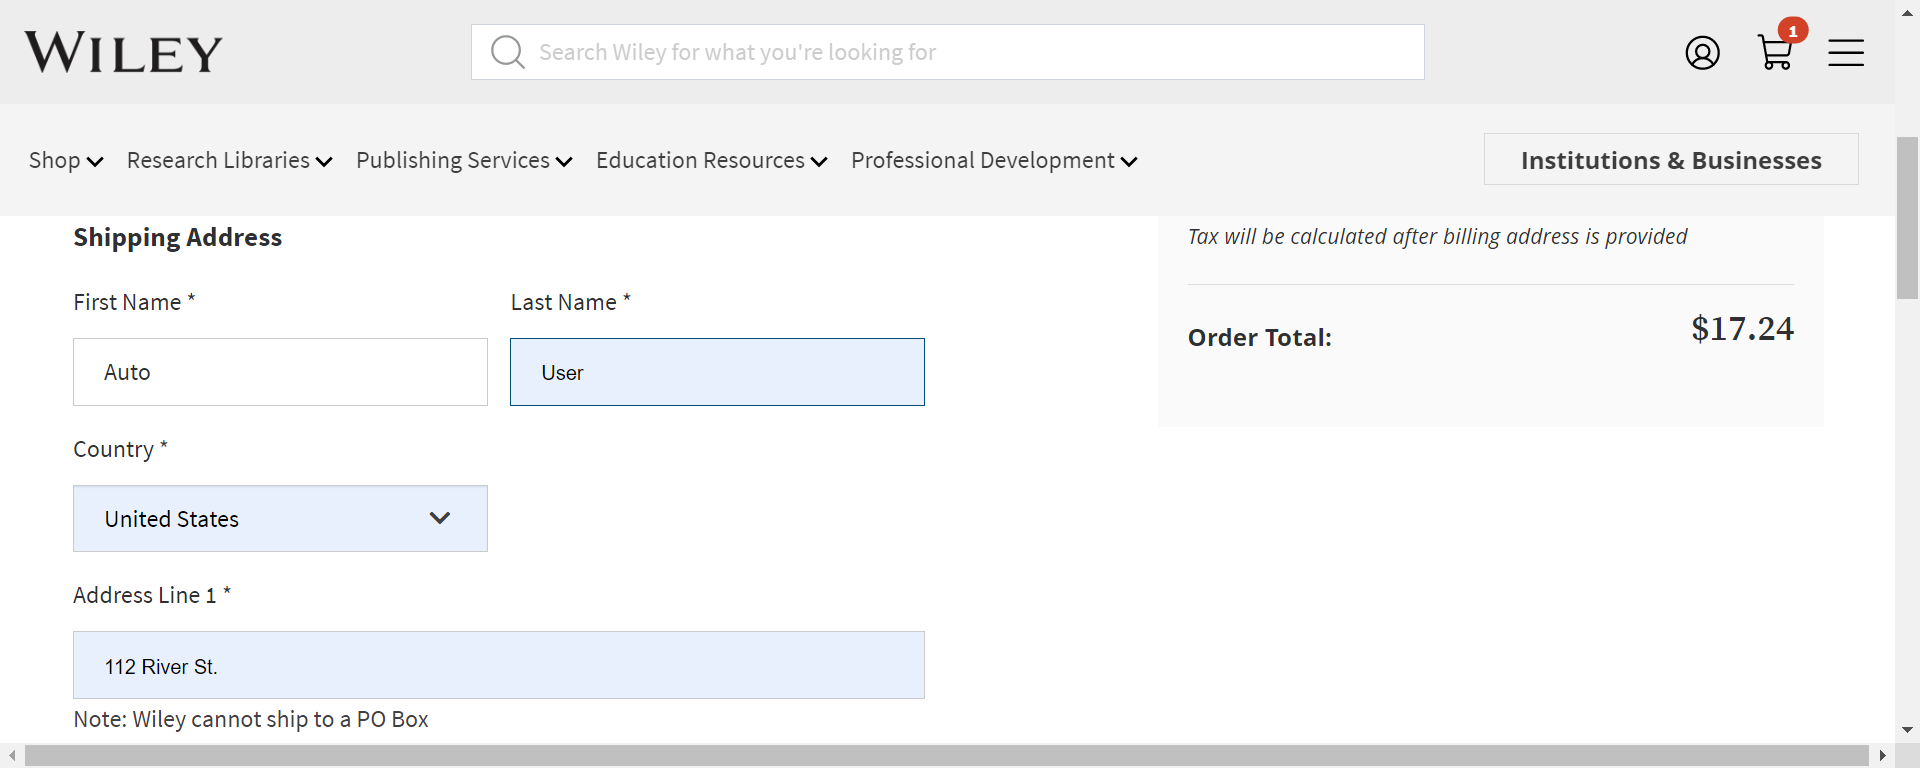 WILEY
Search Wiley for what you're looking for
1
Shop
Research Libraries
Publishing Services
Education Resources
Professional Development
Institutions & Businesses
Shipping Address
First Name *
Last Name *
Auto
User
Country *
United States
Address Line 1 *
112 River St.
Note: Wiley cannot ship to a PO Box
Tax will be calculated after billing address is provided
Order Total:
$17.24